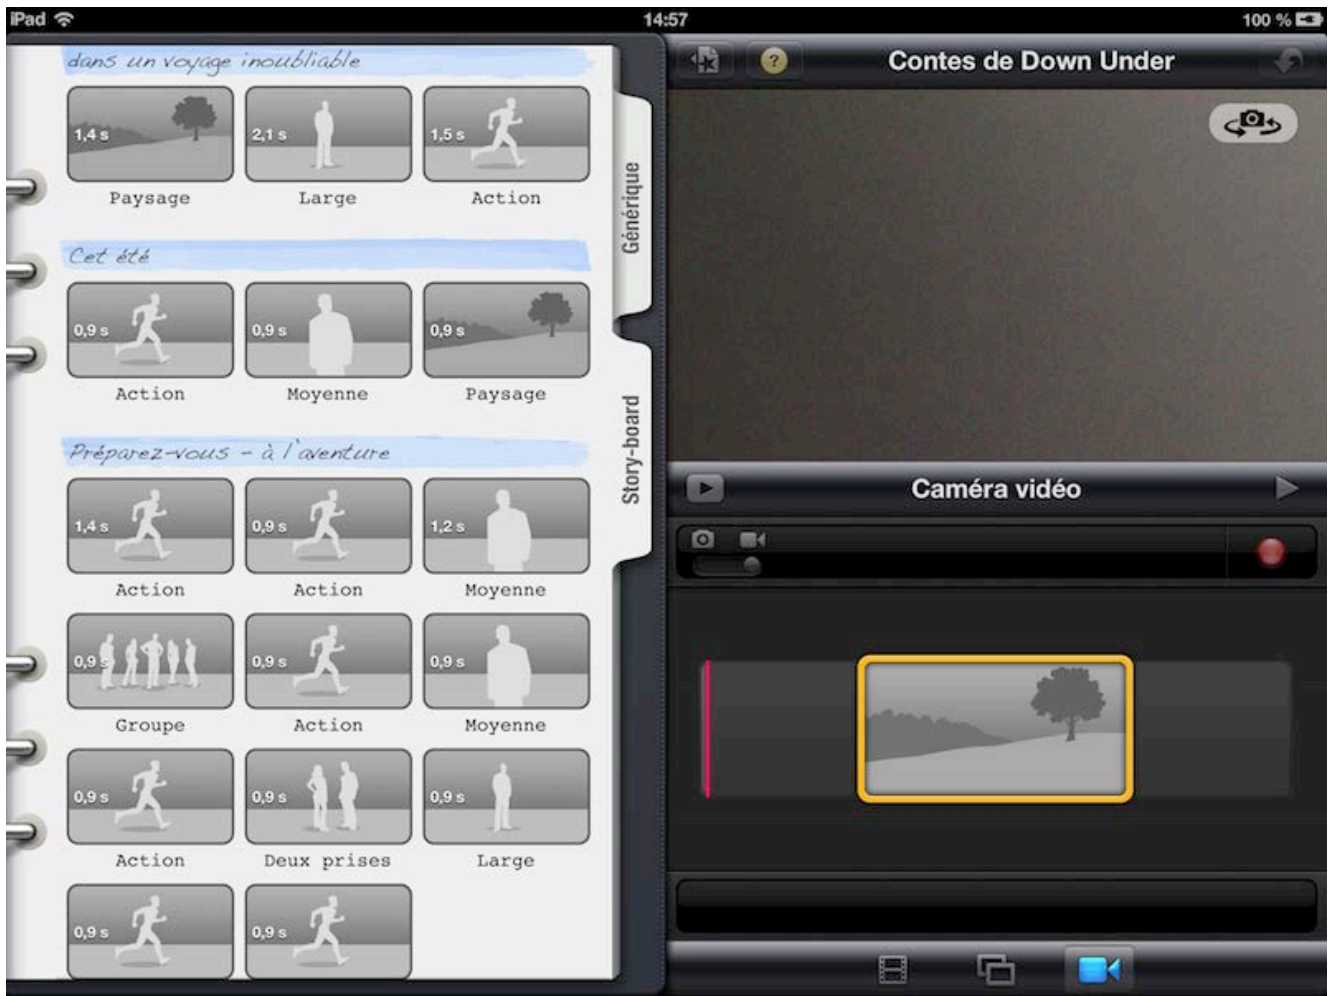 iPad 14:57 100 %
dans un voyage inoubliable
1,4 s 2,1 s 1,5 s
Paysage Large Action
Cet été
0,9 s 0,9 s 0,9 s
Action Moyenne Paysage
Préparez-vous - à l'aventure
1,4 s 0,9 s 1,2 s
Action Action Moyenne
0,9 s 0,9 s 0,9 s
Groupe Action Moyenne
0,9 s 0,9 s 0,9 s
Action Deux prises Large
0,9 s 0,9 s
Générique
Story-board
? Contes de Down Under
Caméra vidéo